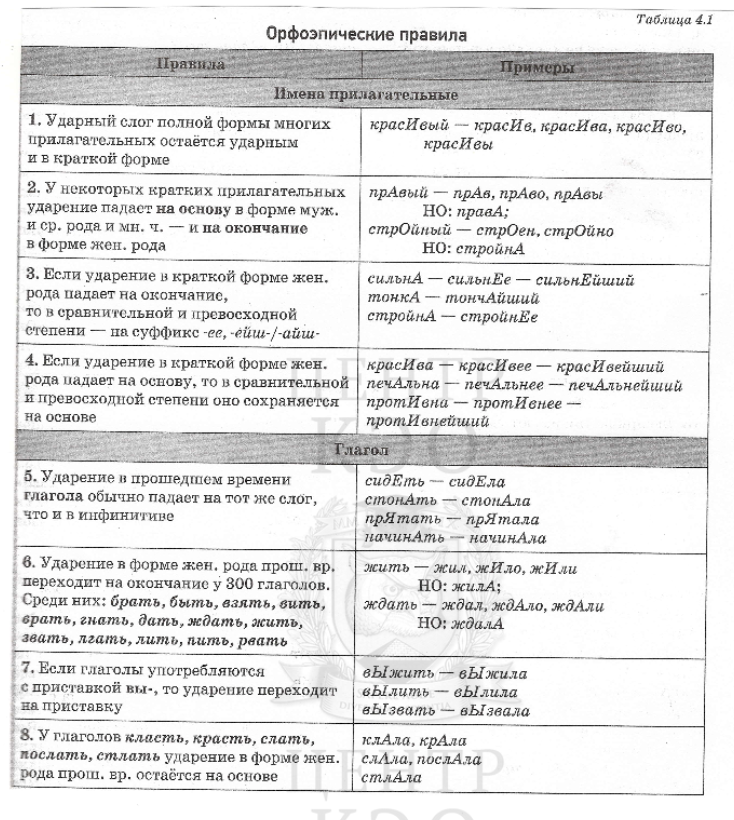 Таблица 4.1
Орфоэпические правила
Правила
Примеры
Имена прилагательные
1. Ударный слог полной формы многих
прилагательных остаётся ударным
и в краткой форме
красИвый — красИв, красИва, красИво,
красИвы
2. У некоторых кратких прилагательных
ударение падает на основу в форме муж.
и ср. рода и мн. ч. — и на окончание
в форме жен. рода
прАвый — прАв, прАво, прАвы
НО: правА;
стрОйный — стрОен, стрОйно
НО: стройнА
3. Если ударение в краткой форме жен.
рода падает на окончание,
то в сравнительной и превосходной
степени — на суффикс -ее, -ейш-/-айш-
сильнА — сильнЕе — сильнЕйший
тонкА — тончАйший
стройнА — стройнЕе
4. Если ударение в краткой форме жен.
рода падает на основу, то в сравнительной
и превосходной степени оно сохраняется
на основе
красИва — красИвее — красИвейший
печАльна — печАльнее — печАльнейший
протИвна — протИвнее —
протИвнейший
Глагол
5. Ударение в прошедшем времени
глагола обычно падает на тот же слог,
что и в инфинитиве
сидЕть — сидЕла
стонАть — стонАла
прЯтать — прЯтала
начинАть — начинАла
6. Ударение в форме жен. рода прош. вр.
переходит на окончание у 300 глаголов.
Среди них: брать, быть, взять, вить,
врать, гнать, дать, ждать, жить,
звать, лгать, лить, пить, рвать
жить — жил, жИло, жИли
НО: жилА;
ждать — ждал, ждАло, ждАли
НО: ждалА
7. Если глаголы употребляются
с приставкой вы-, то ударение переходит
на приставку
вЫжить — вЫжила
вЫлить — вЫлила
вЫзвать — вЫзвала
8. У глаголов класть, красть, слать,
послать, стлать ударение в форме жен.
рода прош. вр. остаётся на основе
клАла, крАла
слАла, послАла
стлАла
ЦЕНТР
КЭО
ЦЕНТР
КЭО